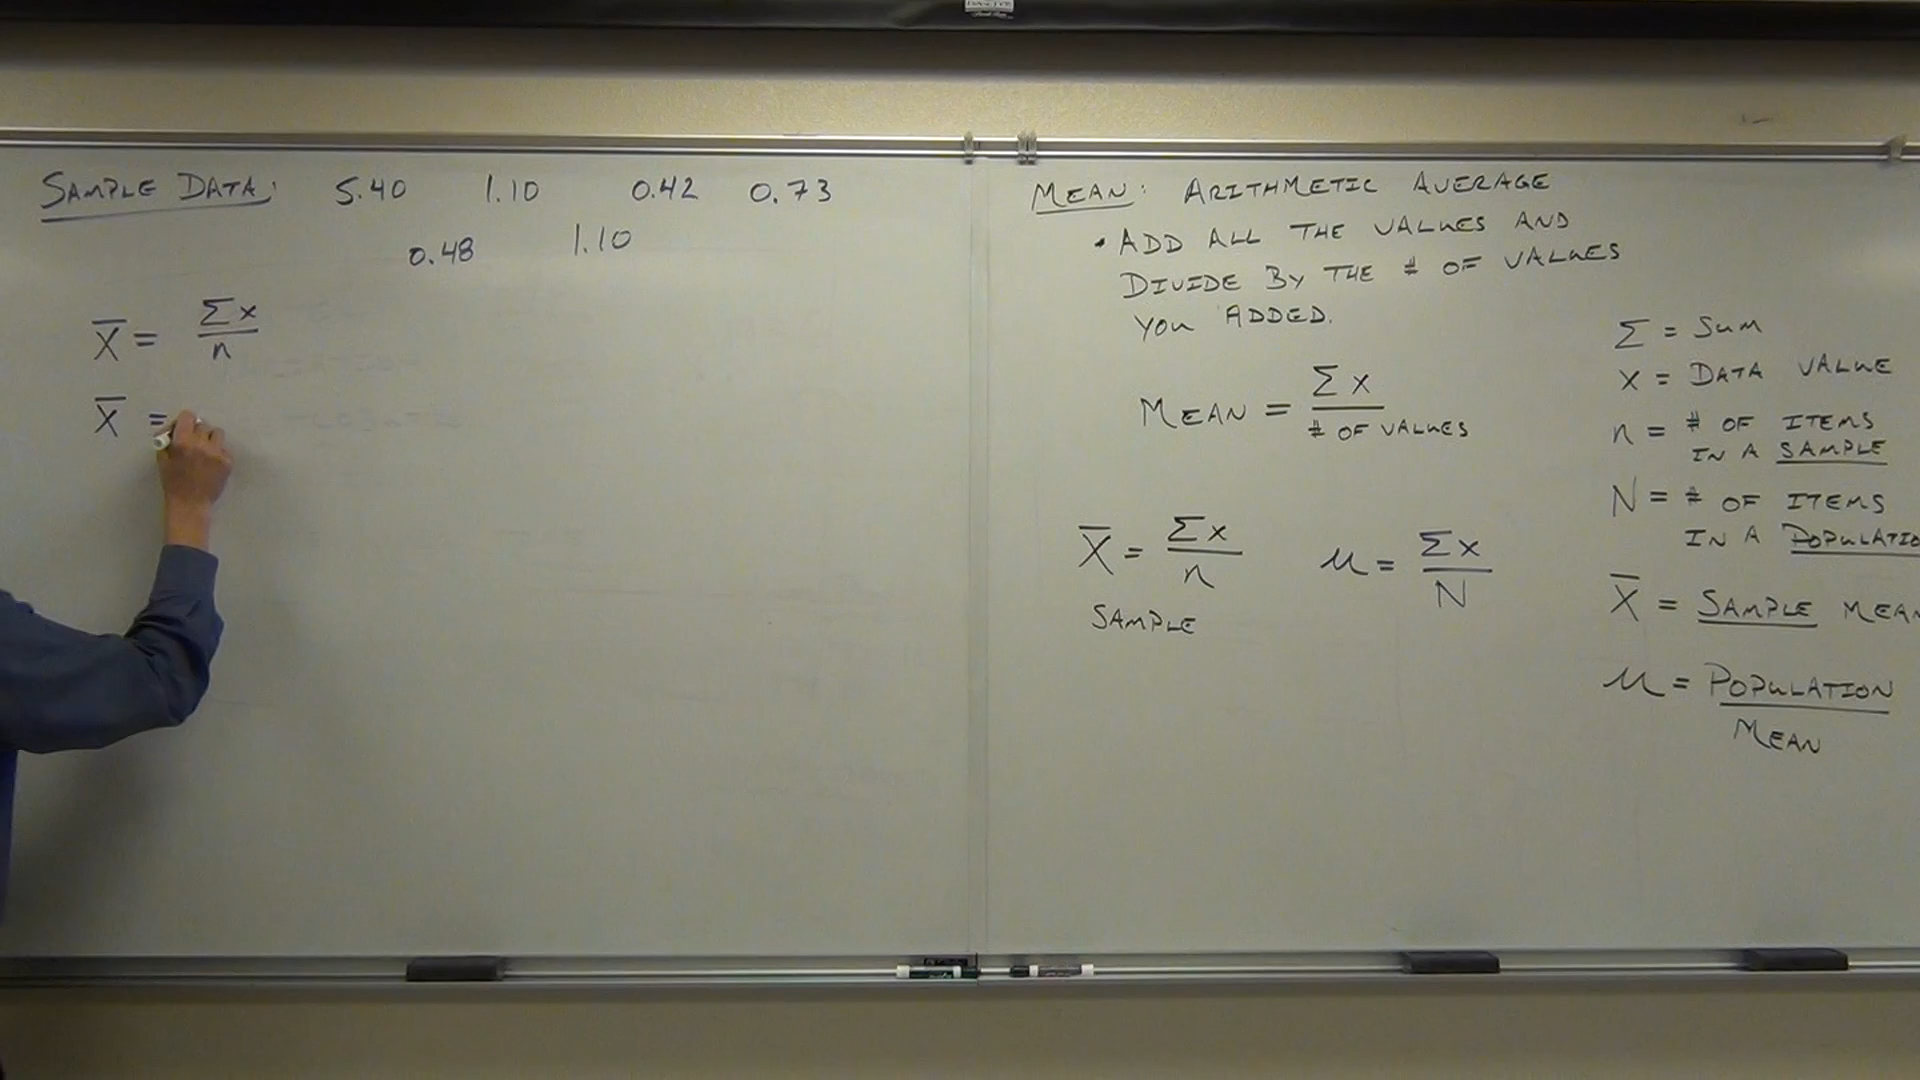 SAMPLE DATA: 5.40 1.10 0.42 0.73
0.48 1.10
X̄ = Σx
n
X̄ =
MEAN: ARITHMETIC AVERAGE
• ADD ALL THE VALUES AND
DIVIDE BY THE # OF VALUES
YOU ADDED.
MEAN = Σx
# OF VALUES
X̄ = Σx
n
SAMPLE
μ = Σx
N
Σ = SUM
X = DATA VALUE
n = # OF ITEMS
IN A SAMPLE
N = # OF ITEMS
IN A POPULATIO
X̄ = SAMPLE MEAN
μ = POPULATION
MEAN